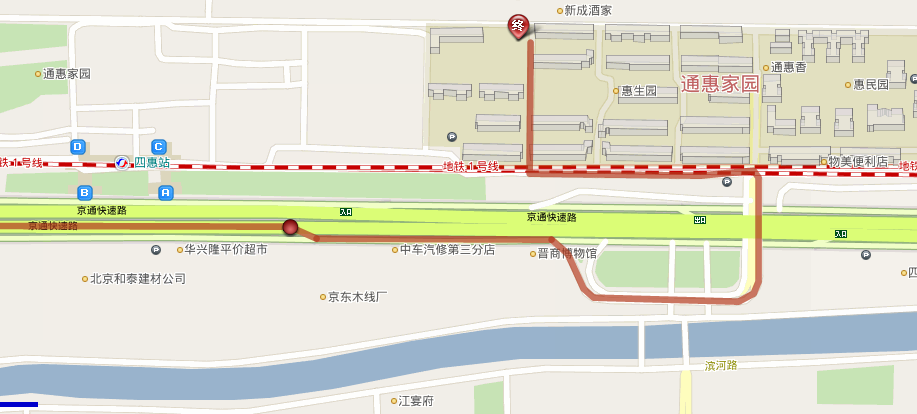 新成酒家
终
通惠家园
通惠香
通惠家园
惠生园
惠民园
P
P
D
C
四惠站
地铁1号线
物美便利店
铁1号线
地铁
P
B
A
京通快速路
入口
京通快速路
出口
京通快速路
入口
P
华兴隆平价超市
中车汽修第三分店
晋商博物馆
P
四
北京和泰建材公司
京东木线厂
滨河路
江宴府